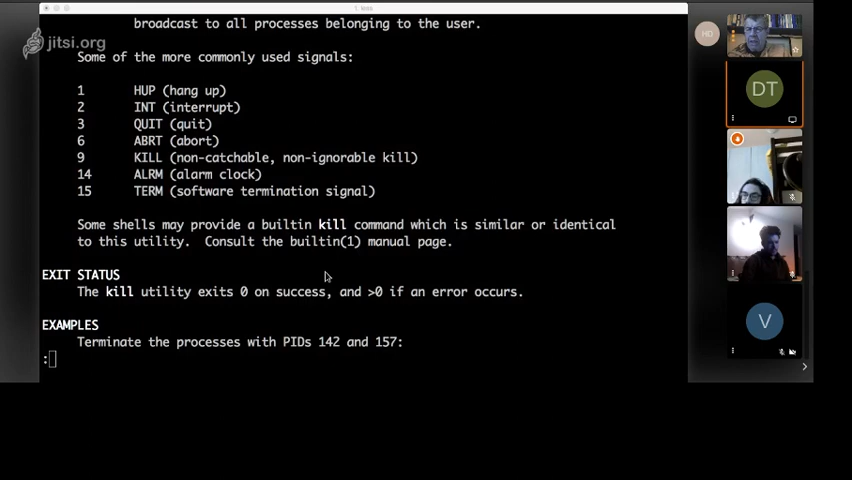 1. less
broadcast to all processes belonging to the user.
jitsi.org
Some of the more commonly used signals:
1 HUP (hang up)
2 INT (interrupt)
3 QUIT (quit)
6 ABRT (abort)
9 KILL (non-catchable, non-ignorable kill)
14 ALRM (alarm clock)
15 TERM (software termination signal)
Some shells may provide a builtin kill command which is similar or identical
to this utility. Consult the builtin(1) manual page.
EXIT STATUS
The kill utility exits 0 on success, and >0 if an error occurs.
EXAMPLES
Terminate the processes with PIDs 142 and 157:
:
HD
DT
V